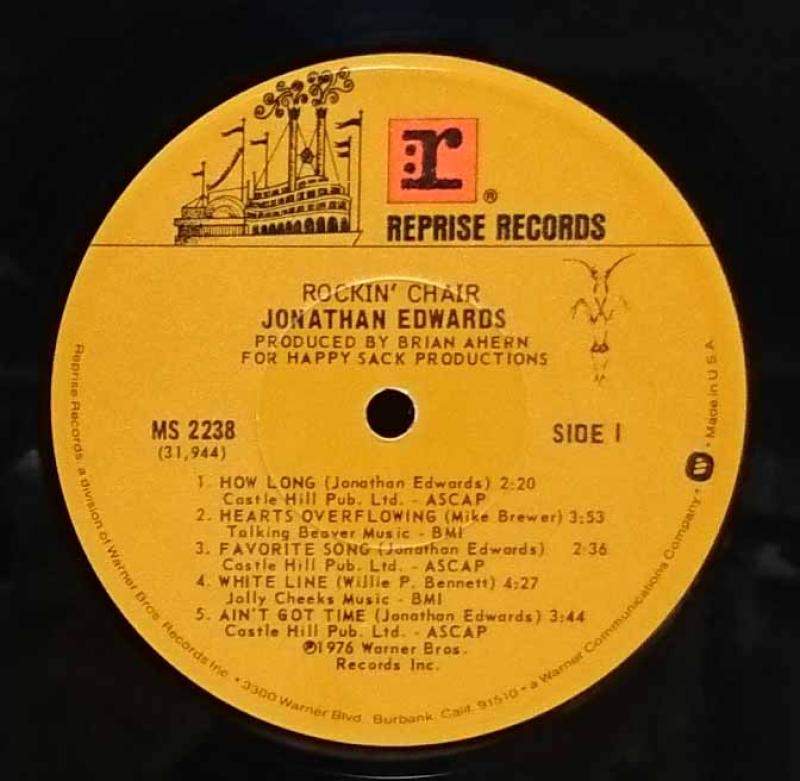 r ®
REPRISE RECORDS
ROCKIN' CHAIR
JONATHAN EDWARDS
PRODUCED BY BRIAN AHERN
FOR HAPPY SACK PRODUCTIONS
MS 2238
(31,944)
SIDE 1
1. HOW LONG (Jonathan Edwards) 2:20
Castle Hill Pub. Ltd. - ASCAP
2. HEARTS OVERFLOWING (Mike Brewer) 3:53
Talking Beaver Music - BMI
3. FAVORITE SONG (Jonathan Edwards) 2:36
Castle Hill Pub. Ltd. - ASCAP
4. WHITE LINE (Willie P. Bennett) 4:27
Jolly Cheeks Music - BMI
5. AIN'T GOT TIME (Jonathan Edwards) 3:44
Castle Hill Pub. Ltd. - ASCAP
℗1976 Warner Bros.
Records Inc.
Reprise Records, a division of Warner Bros. Records Inc. • 3300 Warner Blvd., Burbank, Calif. 91510 • a Warner Communications Company • Made in U.S.A.